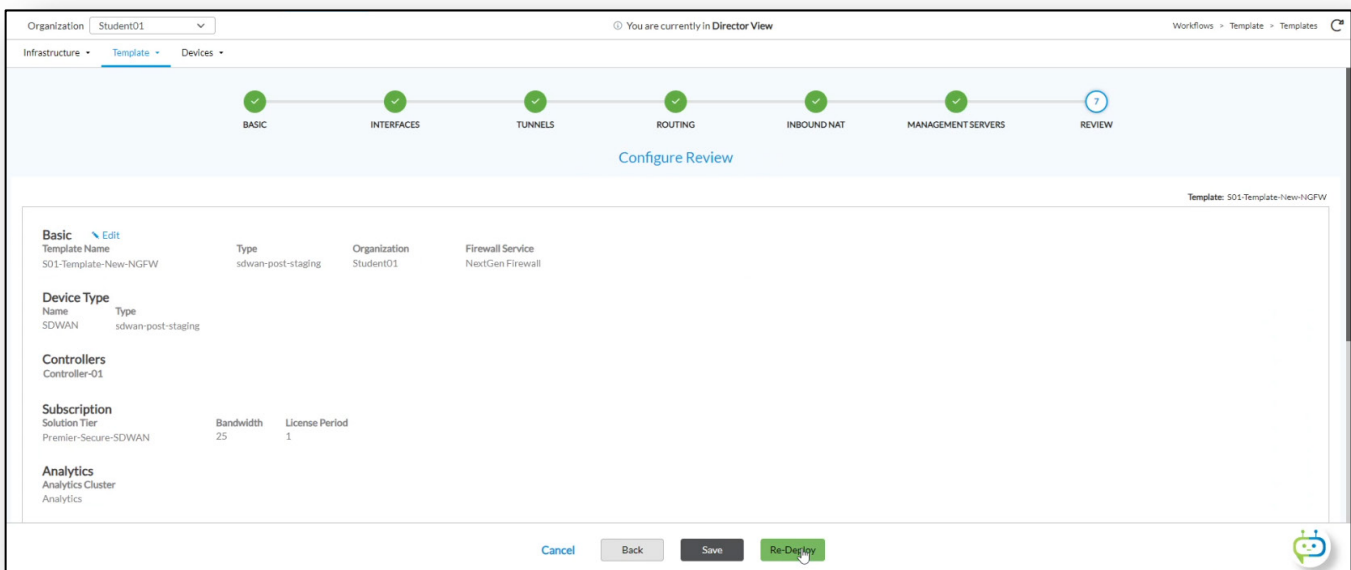 Organization Student01 You are currently in Director View Workflows > Template > Templates
Infrastructure Template Devices
7
BASIC INTERFACES TUNNELS ROUTING INBOUND NAT MANAGEMENT SERVERS REVIEW
Configure Review
Template: S01-Template-New-NGFW
Basic Edit
Template Name Type Organization Firewall Service
S01-Template-New-NGFW sdwan-post-staging Student01 NextGen Firewall
Device Type
Name Type
SDWAN sdwan-post-staging
Controllers
Controller-01
Subscription
Solution Tier Bandwidth License Period
Premier-Secure-SDWAN 25 1
Analytics
Analytics Cluster
Analytics
Cancel Back Save Re-Deploy